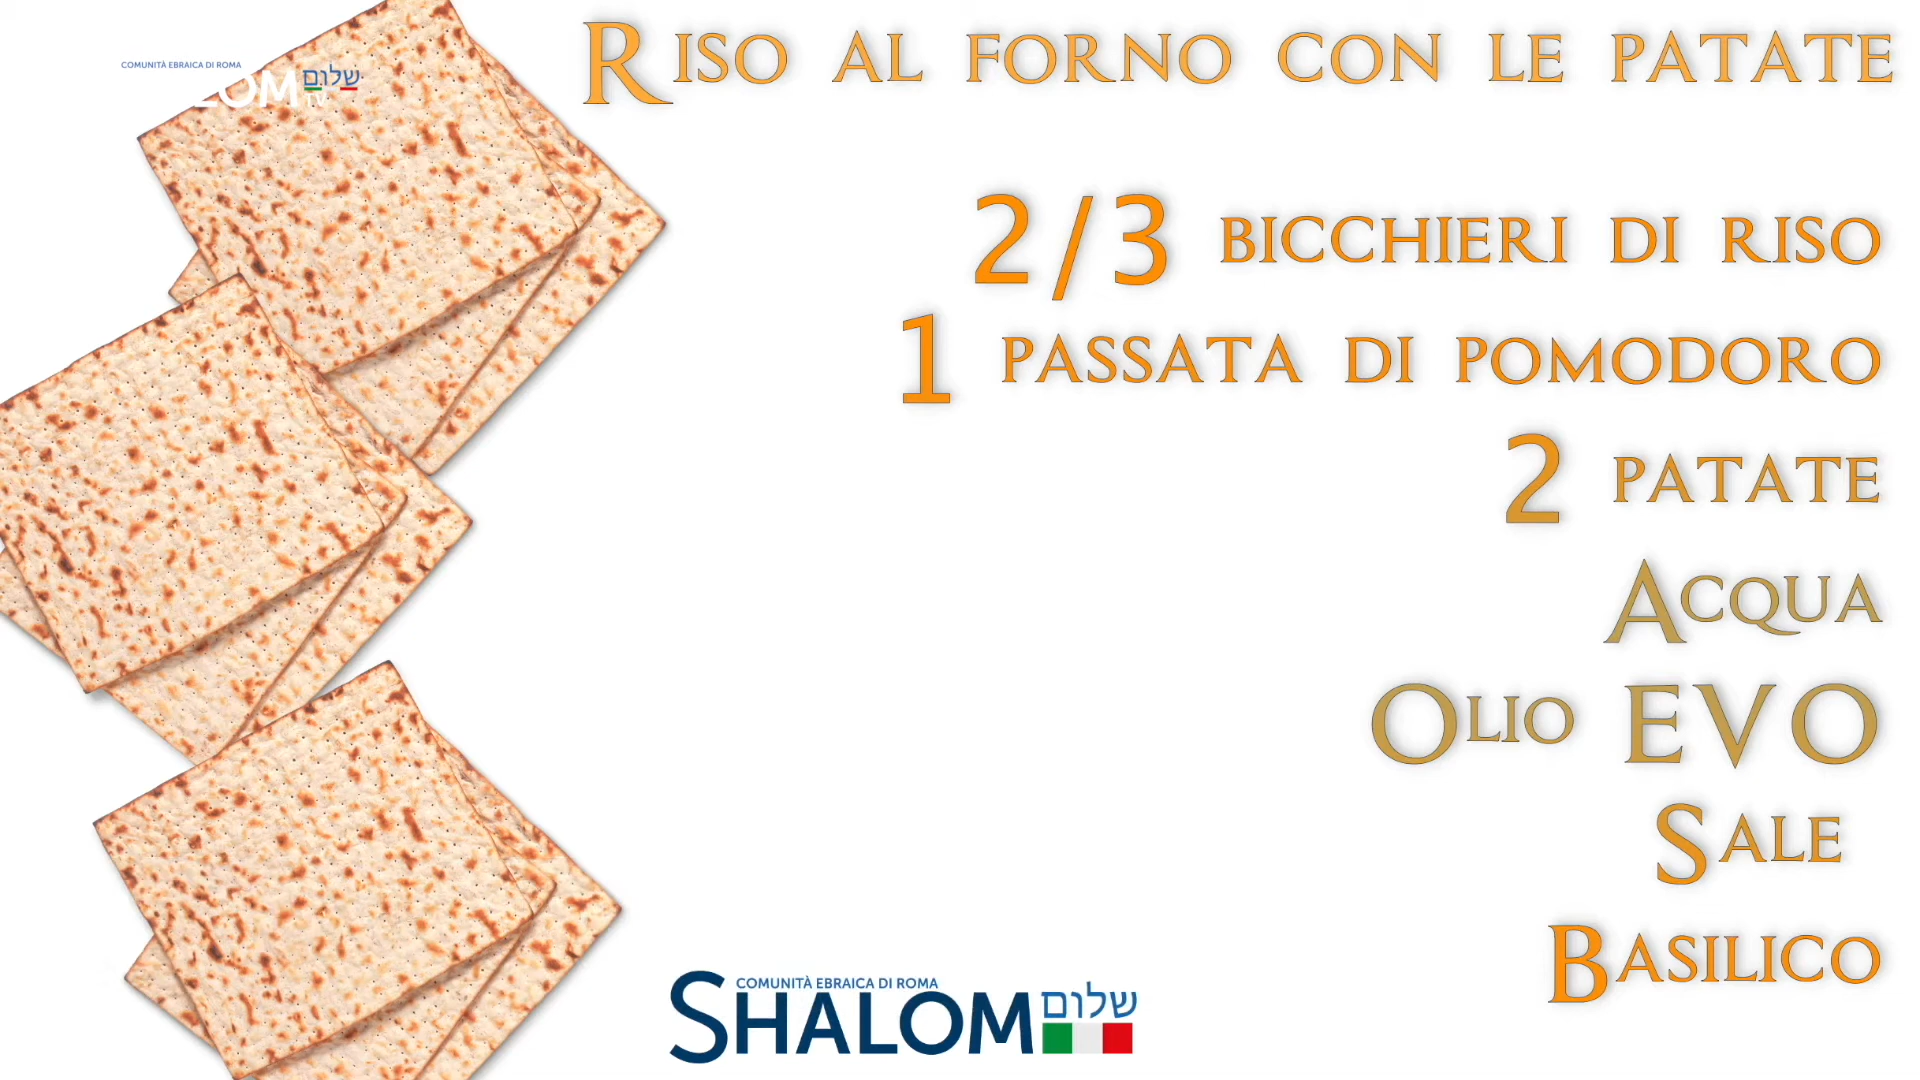 COMUNITÀ EBRAICA DI ROMA
שלום
TV
RISO AL FORNO CON LE PATATE
2/3 BICCHIERI DI RISO
1 PASSATA DI POMODORO
2 PATATE
ACQUA
OLIO EVO
SALE
BASILICO
COMUNITÀ EBRAICA DI ROMA
SHALOM שלום